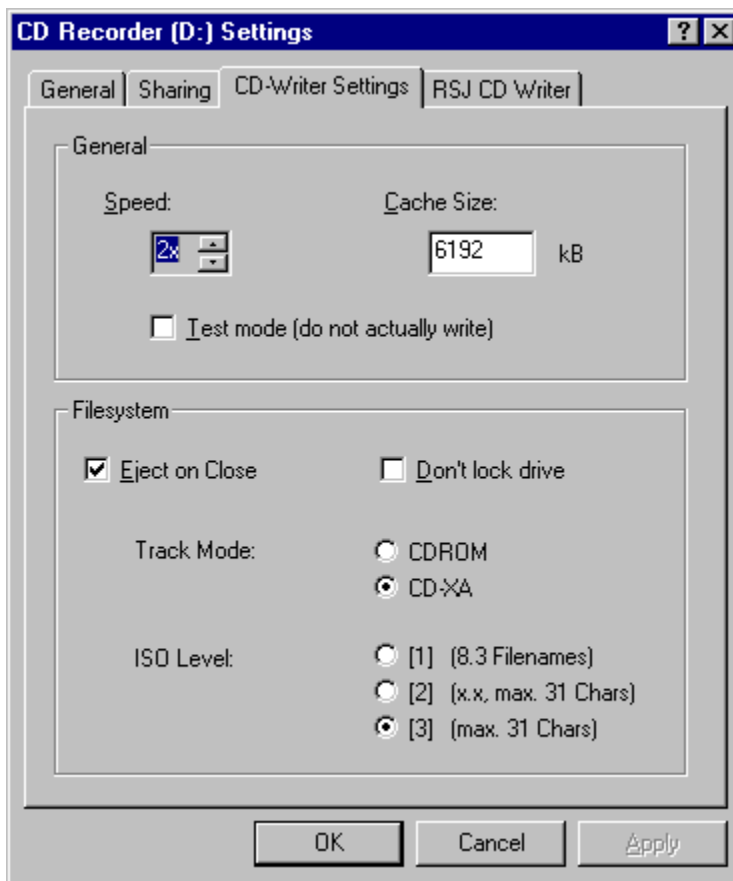 CD Recorder (D:) Settings
General Sharing CD-Writer Settings RSJ CD Writer
General
Speed: Cache Size:
2x 6192 kB
Test mode (do not actually write)
Filesystem
Eject on Close Don't lock drive
Track Mode: CDROM
CD-XA
ISO Level: [1] (8.3 Filenames)
[2] (x.x, max. 31 Chars)
[3] (max. 31 Chars)
OK Cancel Apply